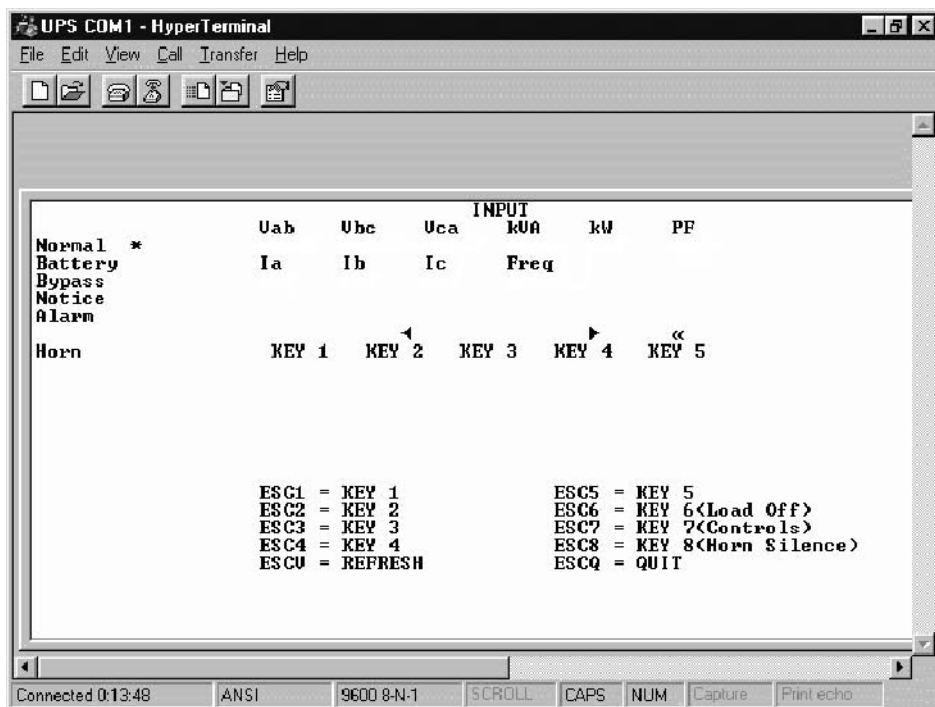 UPS COM1 - HyperTerminal
File Edit View Call Transfer Help
INPUT
Vab Vbc Vca kVA kW PF
Normal *
Battery Ia Ib Ic Freq
Bypass
Notice
Alarm
◄ ► «
Horn KEY 1 KEY 2 KEY 3 KEY 4 KEY 5
ESC1 = KEY 1 ESC5 = KEY 5
ESC2 = KEY 2 ESC6 = KEY 6(Load Off)
ESC3 = KEY 3 ESC7 = KEY 7(Controls)
ESC4 = KEY 4 ESC8 = KEY 8(Horn Silence)
ESCV = REFRESH ESCQ = QUIT
Connected 0:13:48 ANSI 9600 8-N-1 SCROLL CAPS NUM Capture Print echo